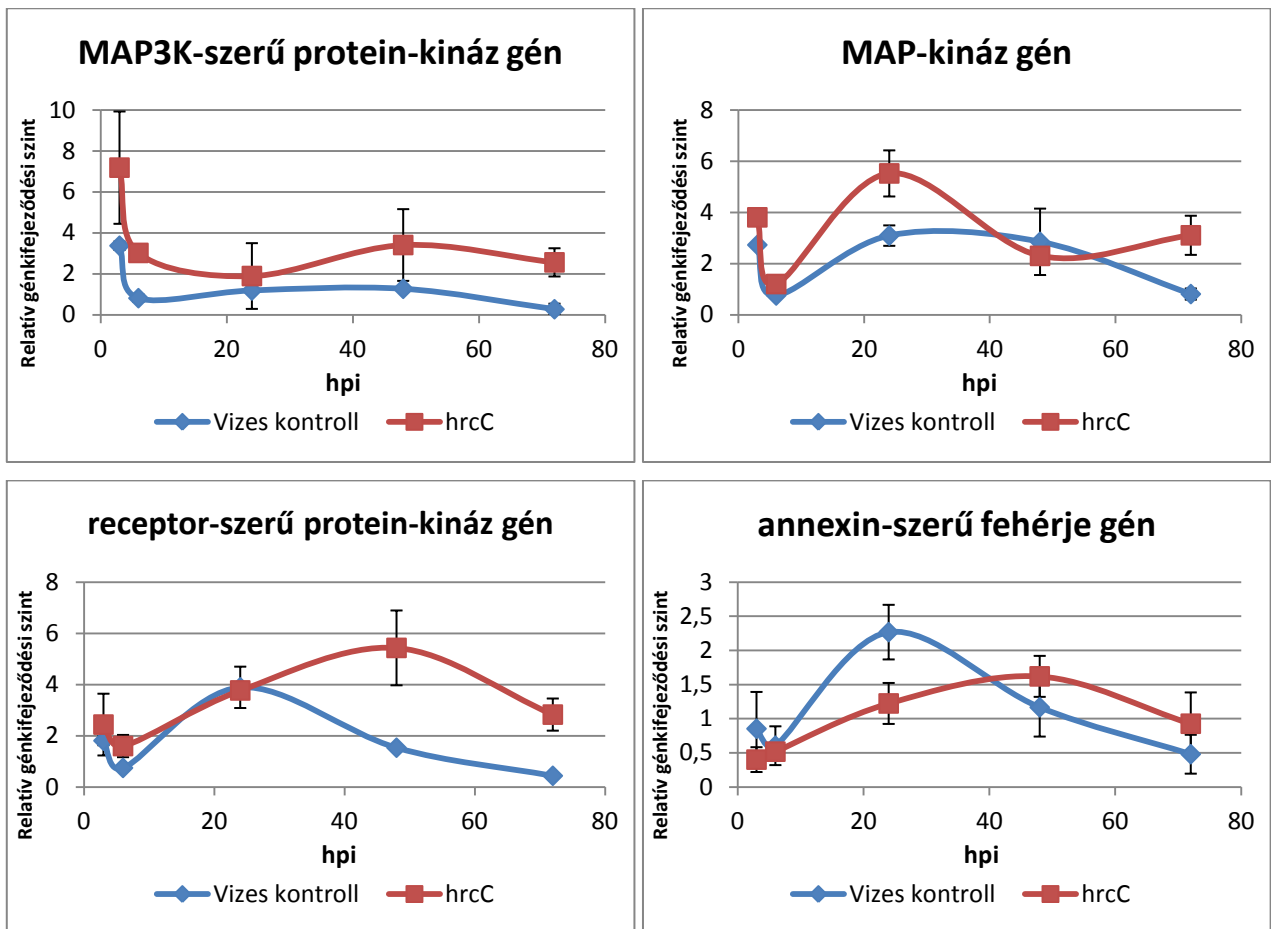 MAP3K-szerű protein-kináz gén
Relatív génkifejeződési szint
10
8
6
4
2
0
0 20 40 60 80
hpi
Vizes kontroll hrcC
MAP-kináz gén
Relatív génkifejeződési szint
8
6
4
2
0
0 20 40 60 80
hpi
Vizes kontroll hrcC
receptor-szerű protein-kináz gén
Relatív génkifejeződési szint
8
6
4
2
0
0 20 40 60 80
hpi
Vizes kontroll hrcC
annexin-szerű fehérje gén
Relatív génkifejeződési szint
3
2,5
2
1,5
1
0,5
0
0 20 40 60 80
hpi
Vizes kontroll hrcC